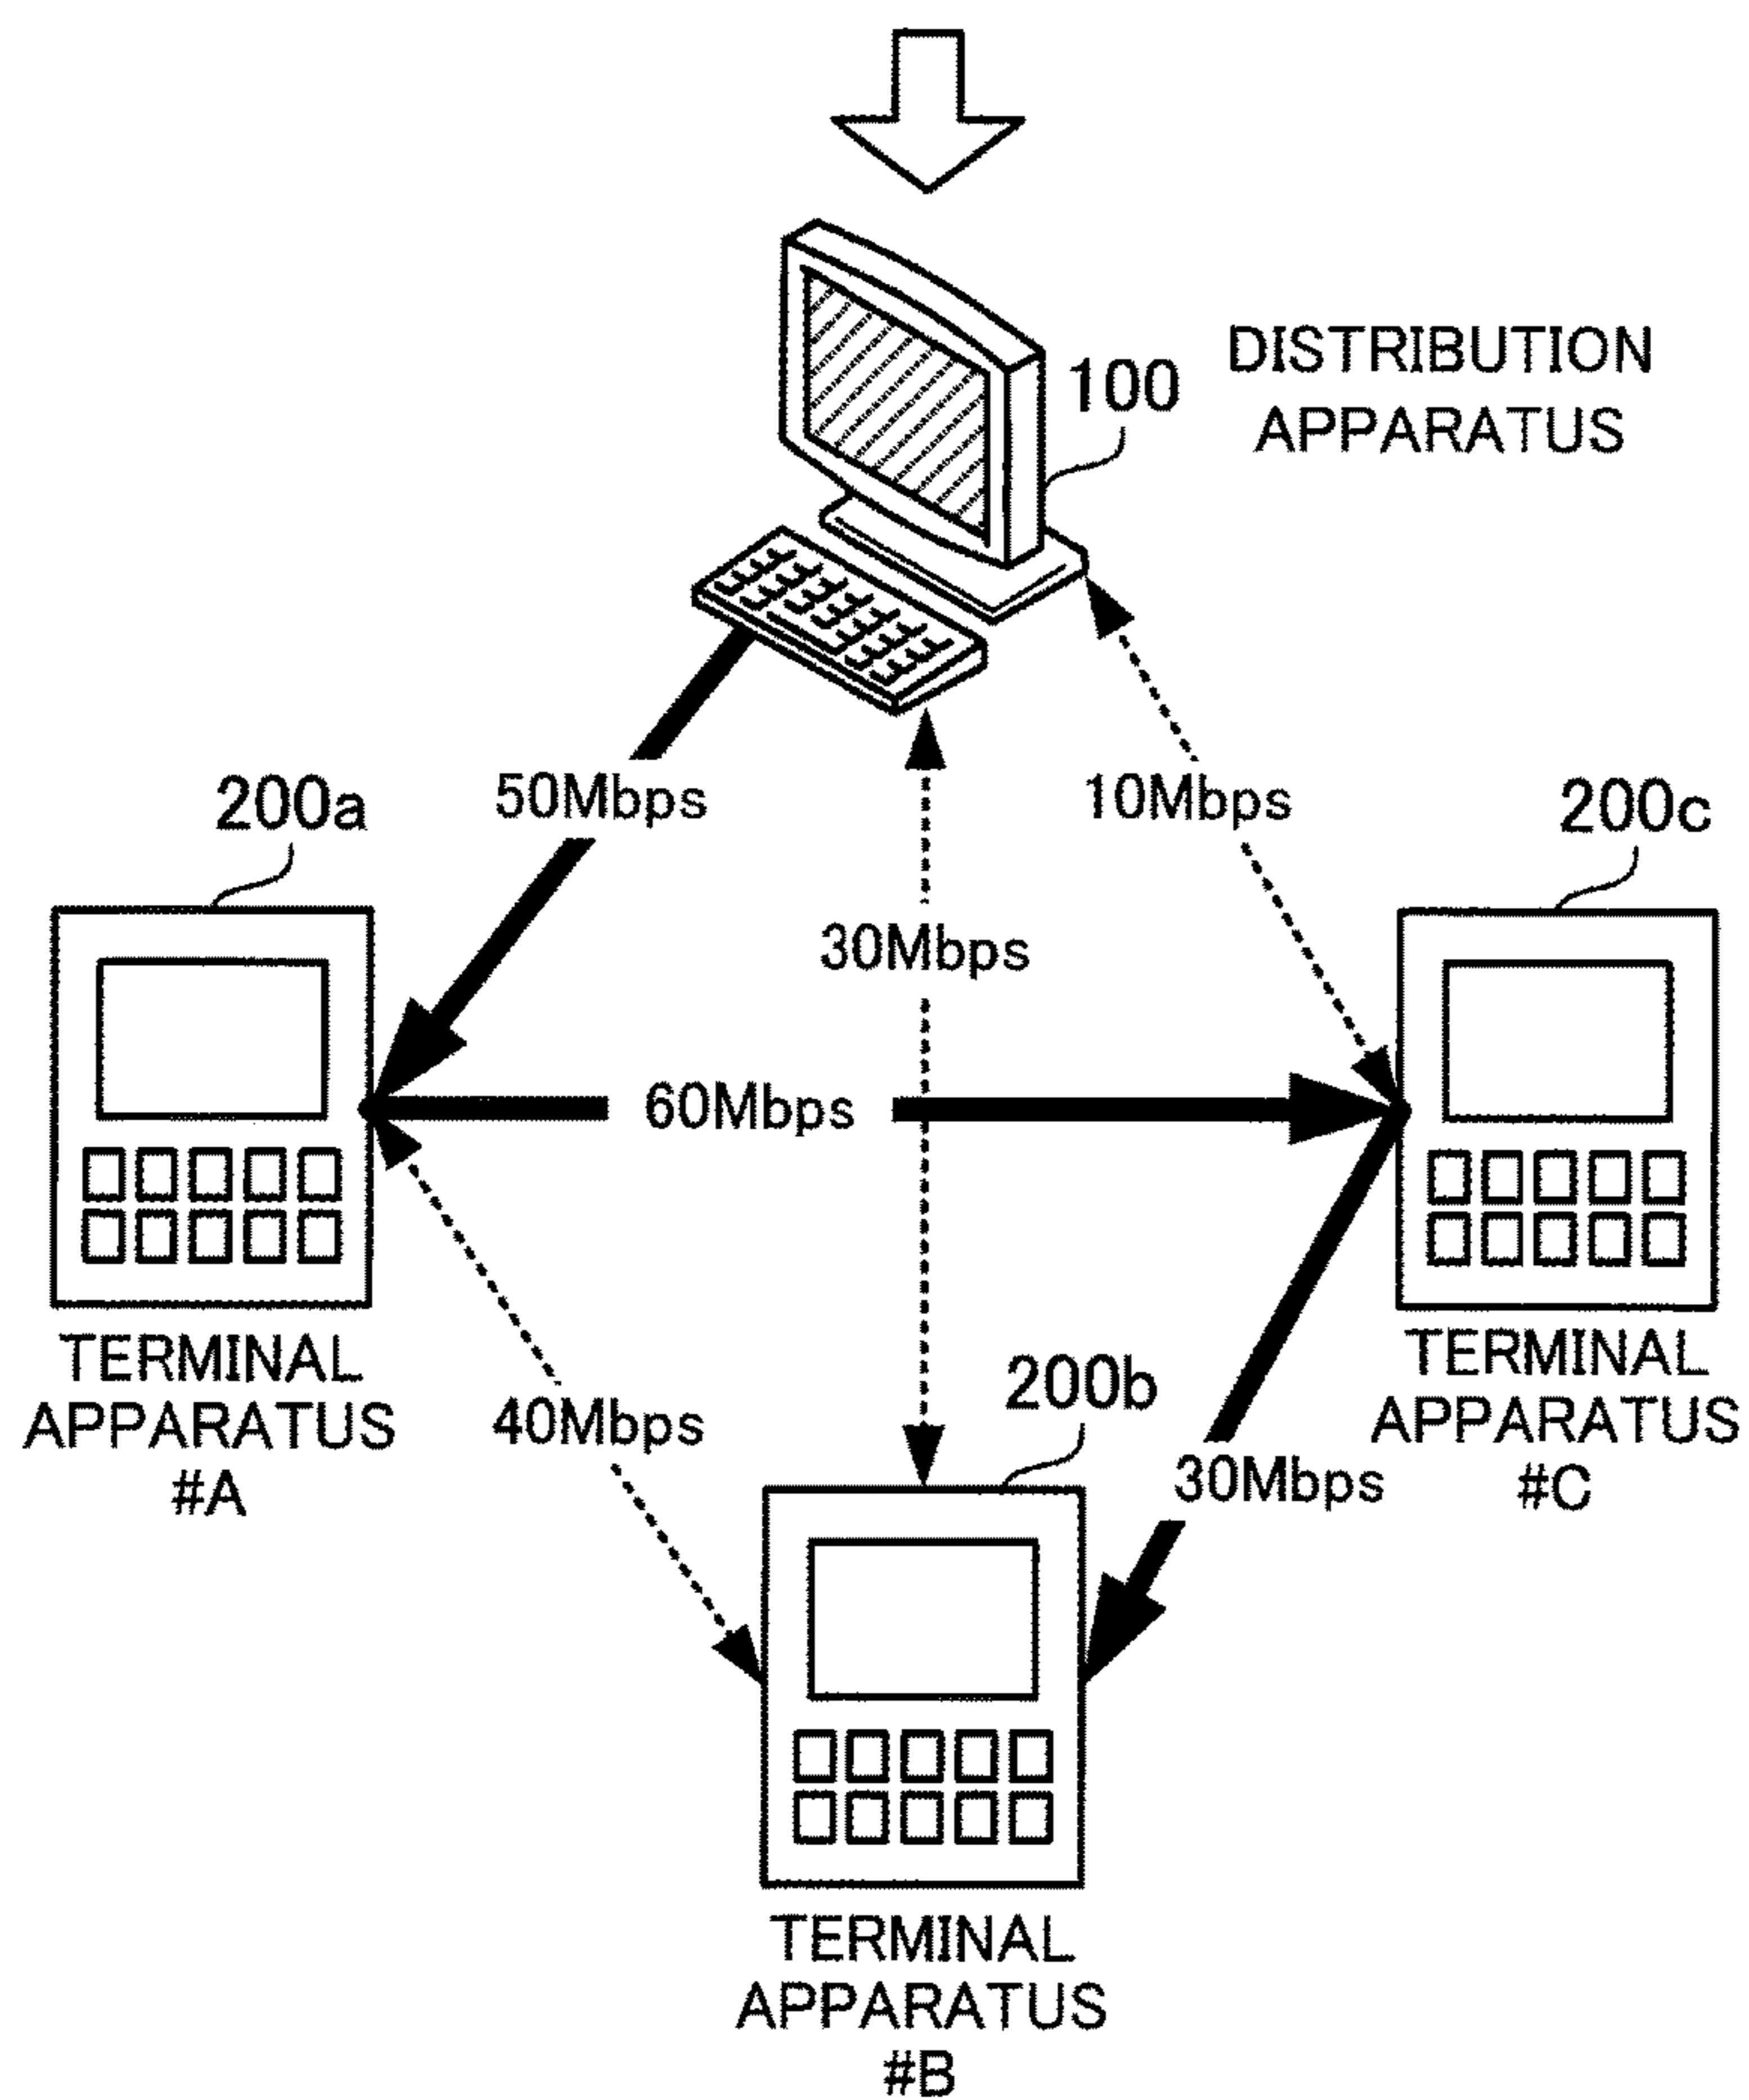 DISTRIBUTION
APPARATUS
100
50Mbps
10Mbps
200a
200c
30Mbps
60Mbps
TERMINAL
APPARATUS
#A
200b
TERMINAL
APPARATUS
#C
40Mbps
30Mbps
TERMINAL
APPARATUS
#B